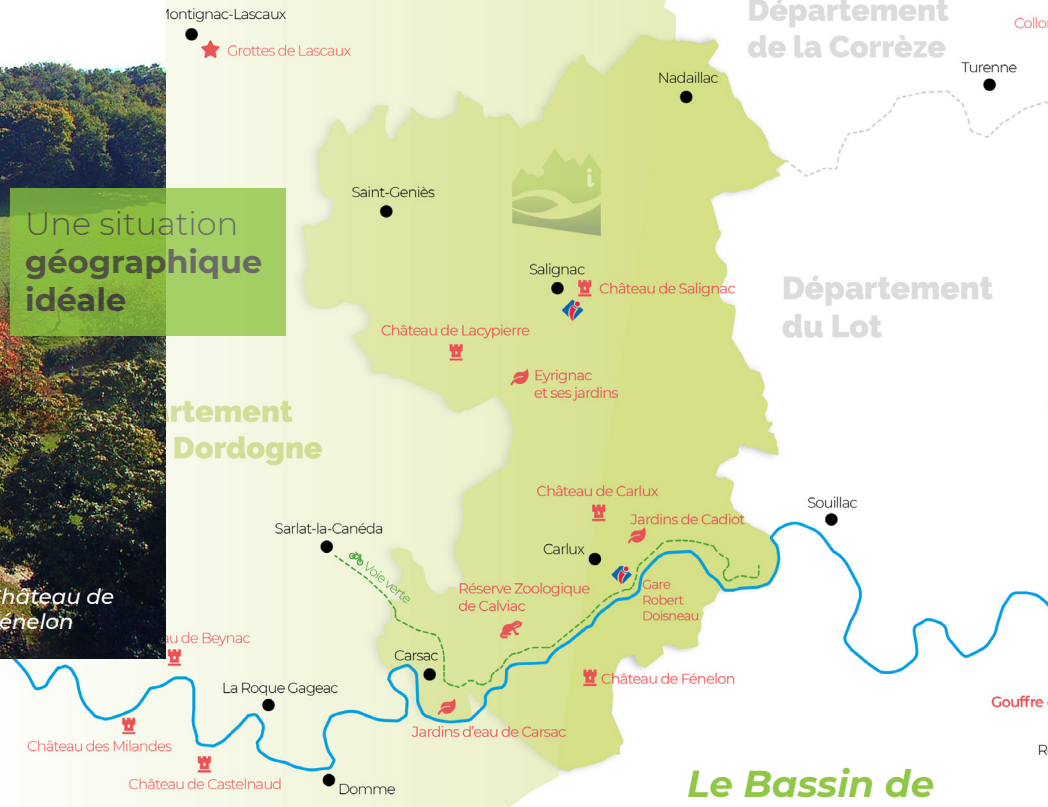 Montignac-Lascaux
Grottes de Lascaux
Département
de la Corrèze
Turenne
Nadaillac
Saint-Geniès
Une situation
géographique
idéale
Salignac
Château de Salignac
Département
du Lot
Château de Lacypierre
Eyrignac
et ses jardins
Dordogne
Château de Carlux
Jardins de Cadiot
Souillac
Sarlat-la-Canéda
Voie verte
Carlux
Réserve Zoologique
de Calviac
Gare
Robert
Doisneau
Château de
Fénelon
de Beynac
Carsac
La Roque Gageac
Château de Fénelon
Gouffre
Jardins d'eau de Carsac
Château des Milandes
Château de Castelnaud
Domme
Le Bassin de